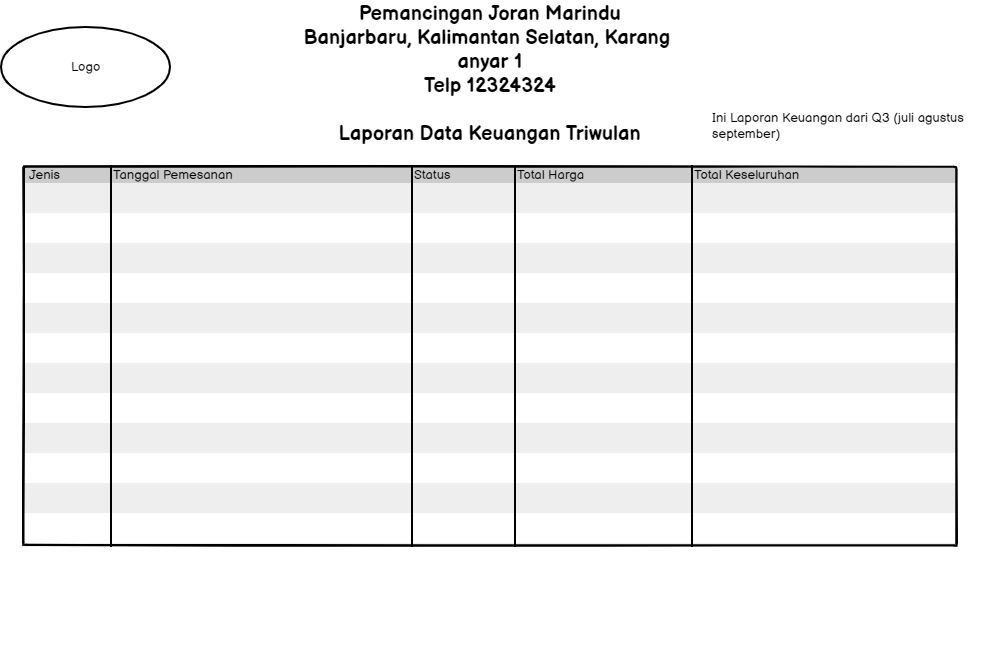 Pemancingan Joran Marindu
Banjarbaru, Kalimantan Selatan, Karang
anyar 1
Telp 12324324
Logo
Laporan Data Keuangan Triwulan
Ini Laporan Keuangan dari Q3 (juli agustus
september)
Jenis Tanggal Pemesanan Status Total Harga Total Keseluruhan